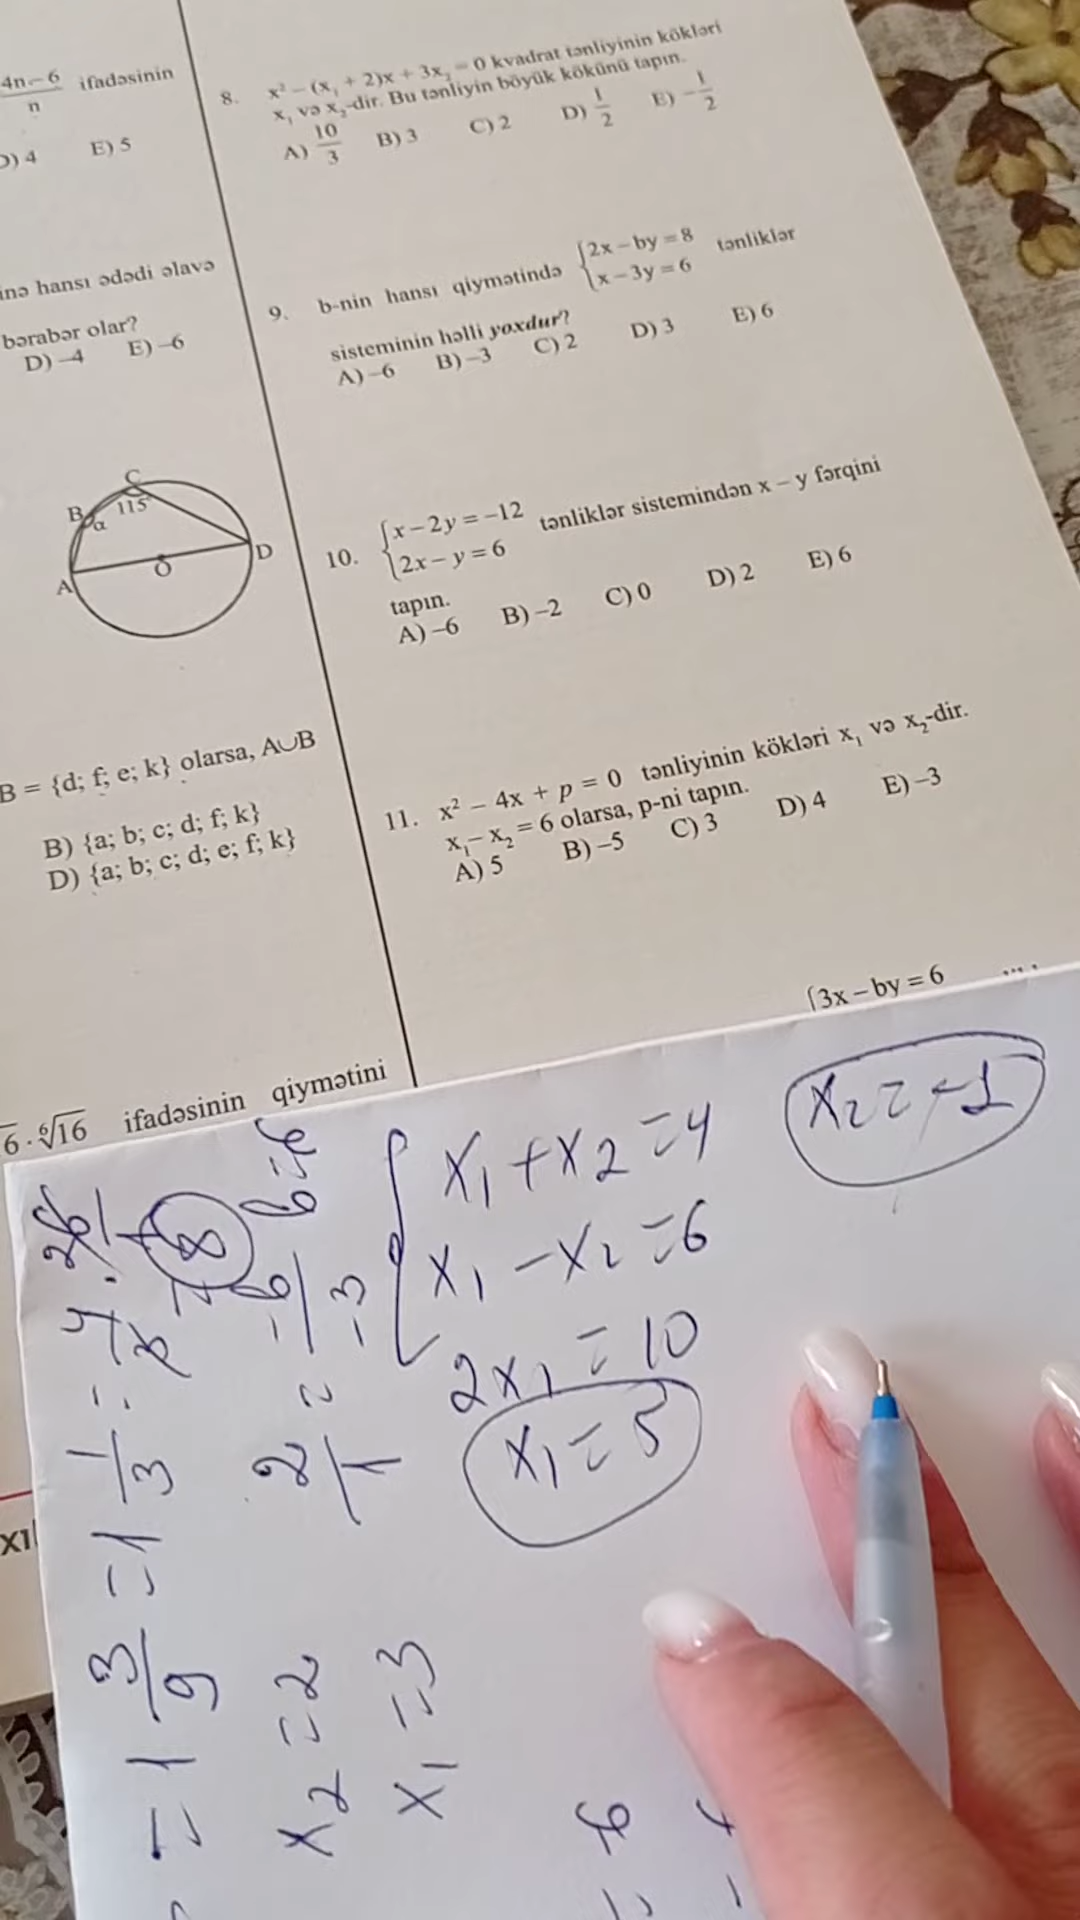 4n – 6 / n ifadəsinin
D) 4 E) 5
inə hansı ədədi əlavə
bərabər olar?
D) –4 E) –6
C
B α 115°
A O D
B = {d; f; e; k} olarsa, A∪B
B) {a; b; c; d; f; k}
D) {a; b; c; d; e; f; k}
6 · ⁶√16 ifadəsinin qiymətini
8. x² – (x₁ + 2)x + 3x₂ = 0 kvadrat tənliyinin kökləri
x₁ və x₂-dir. Bu tənliyin böyük kökünü tapın.
A) 10/3 B) 3 C) 2 D) 1/2 E) –1/2
9. b-nin hansı qiymətində {2x – by = 8 tənliklər
x – 3y = 6
sisteminin həlli yoxdur?
A) –6 B) –3 C) 2 D) 3 E) 6
10. {x – 2y = –12 tənliklər sistemindən x – y fərqini
2x – y = 6
tapın.
A) –6 B) –2 C) 0 D) 2 E) 6
11. x² – 4x + p = 0 tənliyinin kökləri x₁ və x₂-dir.
x₁– x₂ = 6 olarsa, p-ni tapın.
A) 5 B) –5 C) 3 D) 4 E) –3
{3x – by = 6
x₁ + x₂ = 4
x₂ = -1
x₁ - x₂ = 6
2x₁ = 10
x₁ = 5
x₂ = 2
x₁ = 3
XI